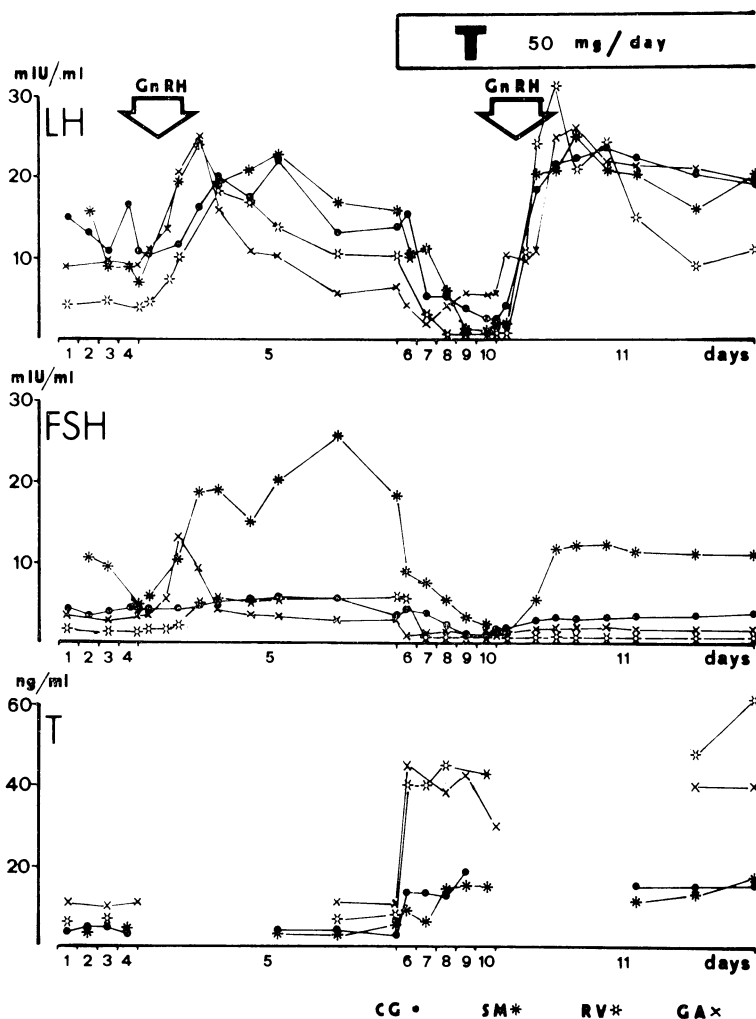 T 50 mg/day
mIU/ml
GnRH GnRH
30
LH
20
10
1 2 3 4 5 6 7 8 9 10 11 days
mIU/ml
30
FSH
20
10
1 2 3 4 5 6 7 8 9 10 11 days
ng/ml
60
T
40
20
1 2 3 4 5 6 7 8 9 10 11 days
CG ● SM✳ RV✲ GA×